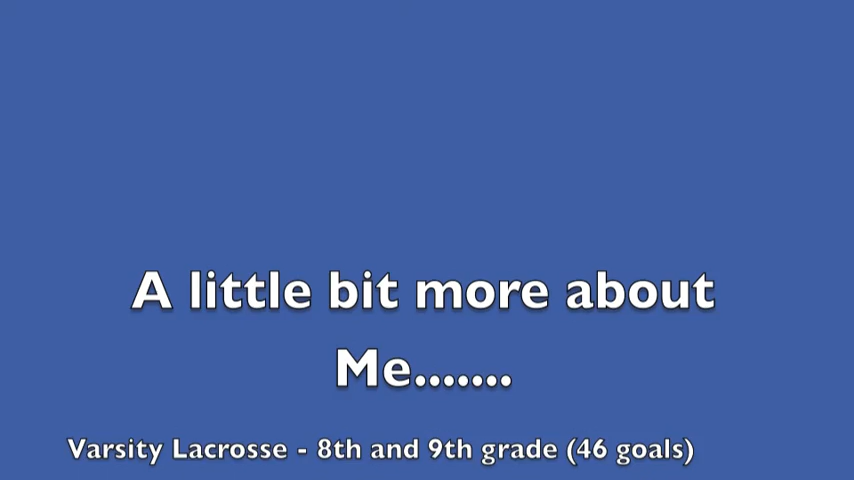 A little bit more about
Me.......
Varsity Lacrosse - 8th and 9th grade (46 goals)